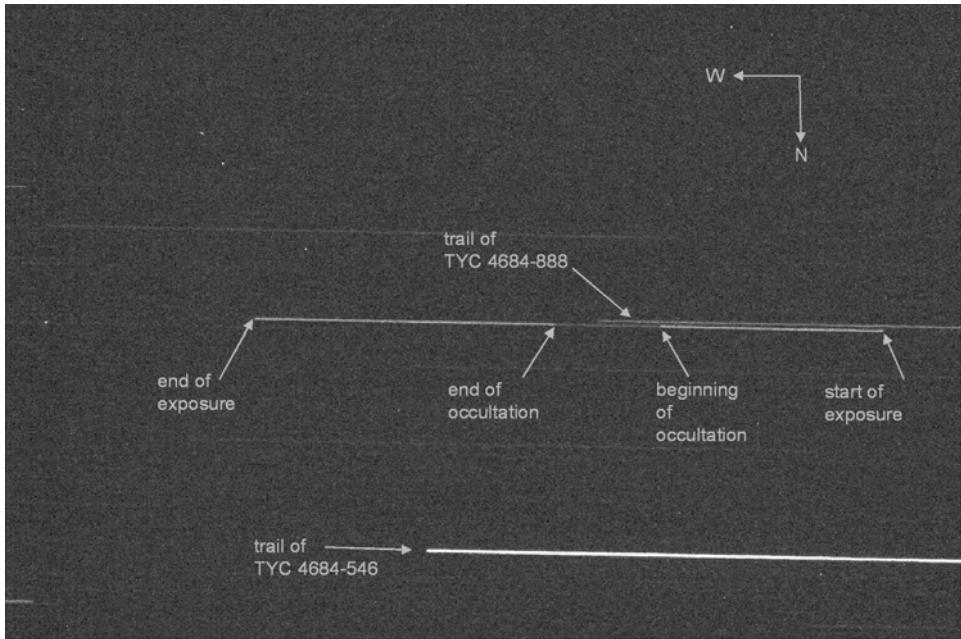 W
N
trail of
TYC 4684-888
end of
exposure
end of
occultation
beginning
of
occultation
start of
exposure
trail of
TYC 4684-546